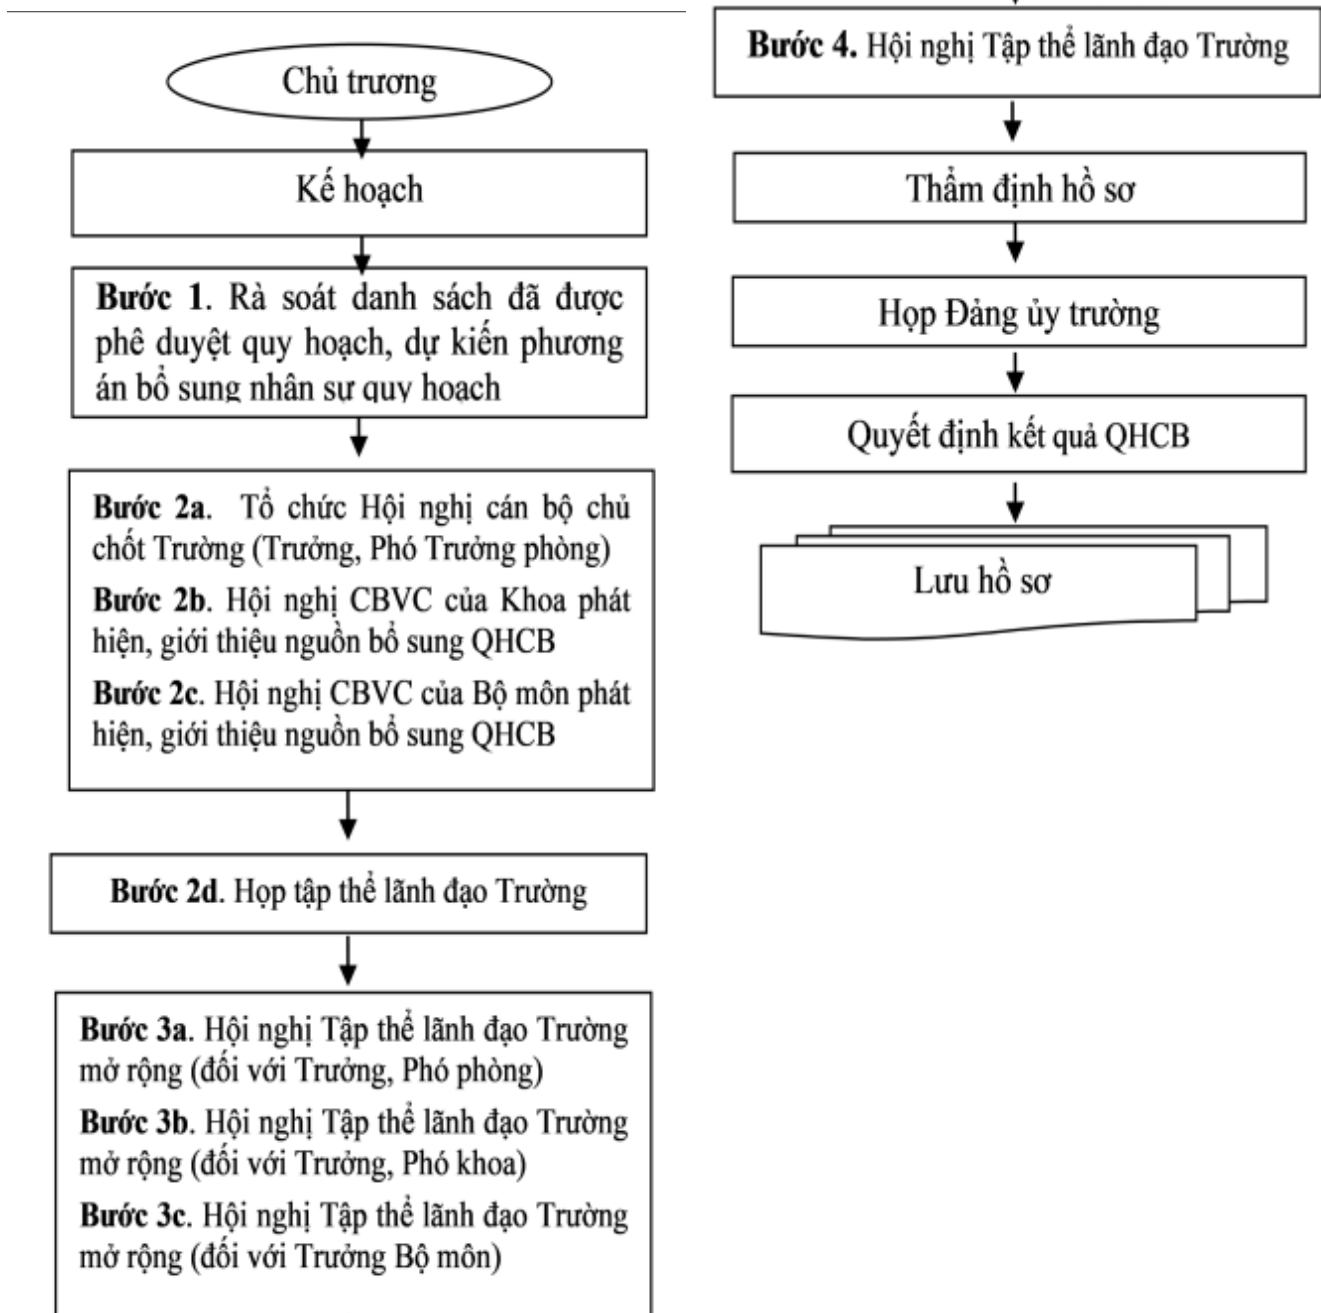 Chủ trương
Kế hoạch
Bước 1. Rà soát danh sách đã được
phê duyệt quy hoạch, dự kiến phương
án bổ sung nhân sự quy hoạch
Bước 2a. Tổ chức Hội nghị cán bộ chủ
chốt Trường (Trưởng, Phó Trưởng phòng)
Bước 2b. Hội nghị CBVC của Khoa phát
hiện, giới thiệu nguồn bổ sung QHCB
Bước 2c. Hội nghị CBVC của Bộ môn phát
hiện, giới thiệu nguồn bổ sung QHCB
Bước 2d. Họp tập thể lãnh đạo Trường
Bước 3a. Hội nghị Tập thể lãnh đạo Trường
mở rộng (đối với Trưởng, Phó phòng)
Bước 3b. Hội nghị Tập thể lãnh đạo Trường
mở rộng (đối với Trưởng, Phó khoa)
Bước 3c. Hội nghị Tập thể lãnh đạo Trường
mở rộng (đối với Trưởng Bộ môn)
Bước 4. Hội nghị Tập thể lãnh đạo Trường
Thẩm định hồ sơ
Họp Đảng ủy trường
Quyết định kết quả QHCB
Lưu hồ sơ